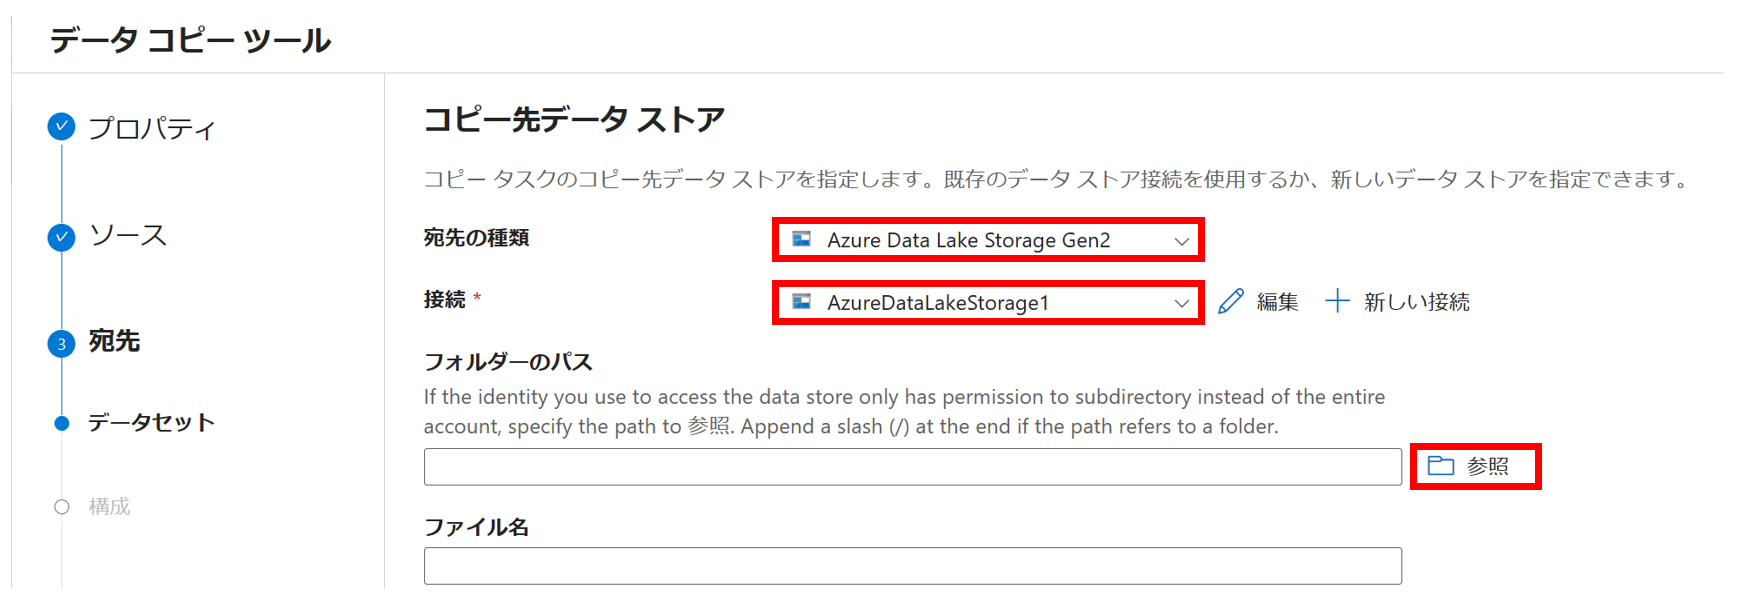 データ コピー ツール
プロパティ
ソース
3 宛先
データセット
構成
コピー先データ ストア
コピー タスクのコピー先データ ストアを指定します。既存のデータ ストア接続を使用するか、新しいデータ ストアを指定できます。
宛先の種類 Azure Data Lake Storage Gen2
接続 * AzureDataLakeStorage1 編集 新しい接続
フォルダーのパス
If the identity you use to access the data store only has permission to subdirectory instead of the entire
account, specify the path to 参照. Append a slash (/) at the end if the path refers to a folder.
参照
ファイル名